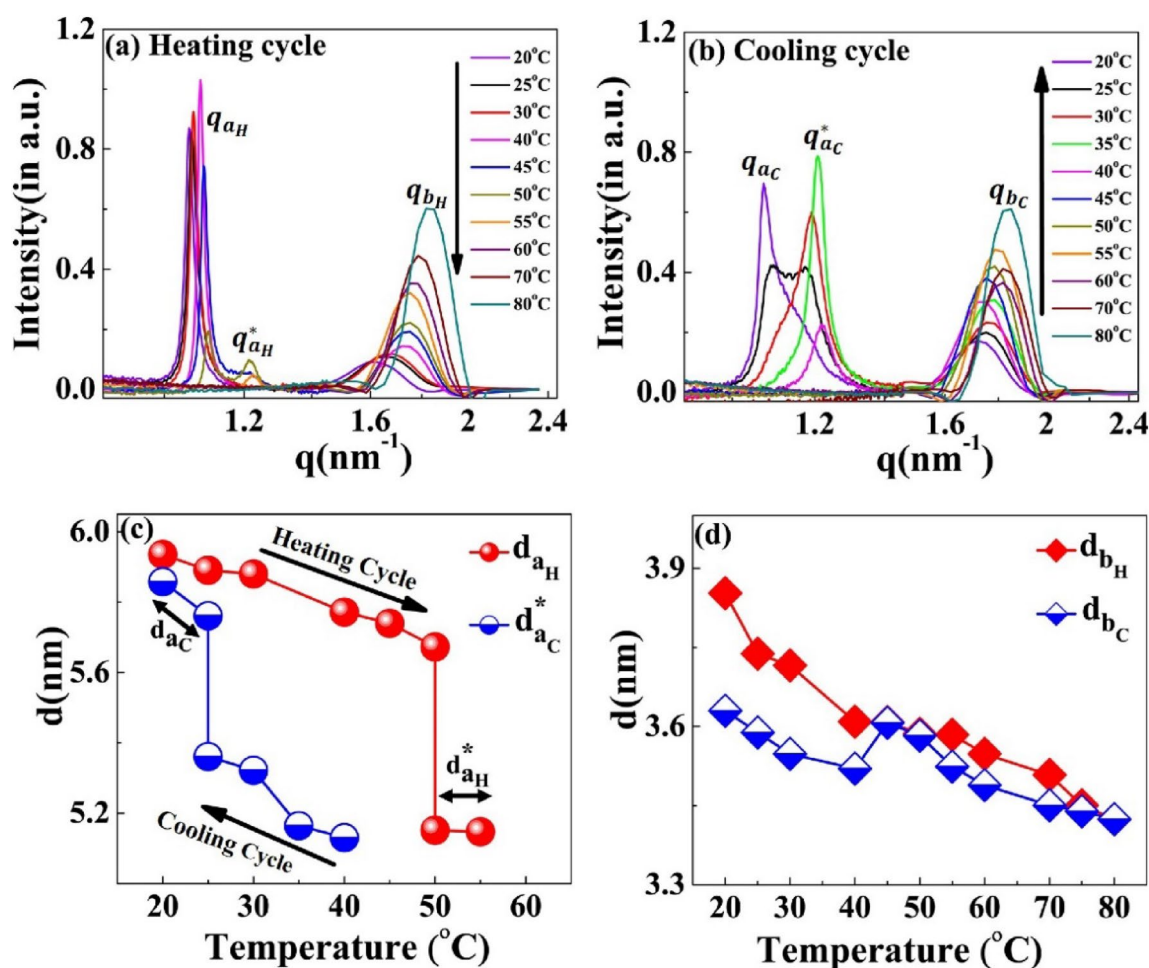 (a) Heating cycle
1.2
0.8
0.4
0.0
Intensity(in a.u.)
q_{a_H}
q^*_{a_H}
q_{b_H}
20°C
25°C
30°C
40°C
45°C
50°C
55°C
60°C
70°C
80°C
1.2 1.6 2 2.4
q(nm⁻¹)
(b) Cooling cycle
1.2
0.8
0.4
0.0
Intensity(in a.u.)
q_{a_C}
q^*_{a_C}
q_{b_C}
20°C
25°C
30°C
35°C
40°C
45°C
50°C
55°C
60°C
70°C
80°C
1.2 1.6 2 2.4
q(nm⁻¹)
(c)
6.0
5.6
5.2
d(nm)
Heating Cycle
d_{a_H}
d^*_{a_C}
d_{a_C}
d^*_{a_H}
Cooling Cycle
20 30 40 50 60
Temperature (°C)
(d)
3.9
3.6
3.3
d(nm)
d_{b_H}
d_{b_C}
20 30 40 50 60 70 80
Temperature (°C)